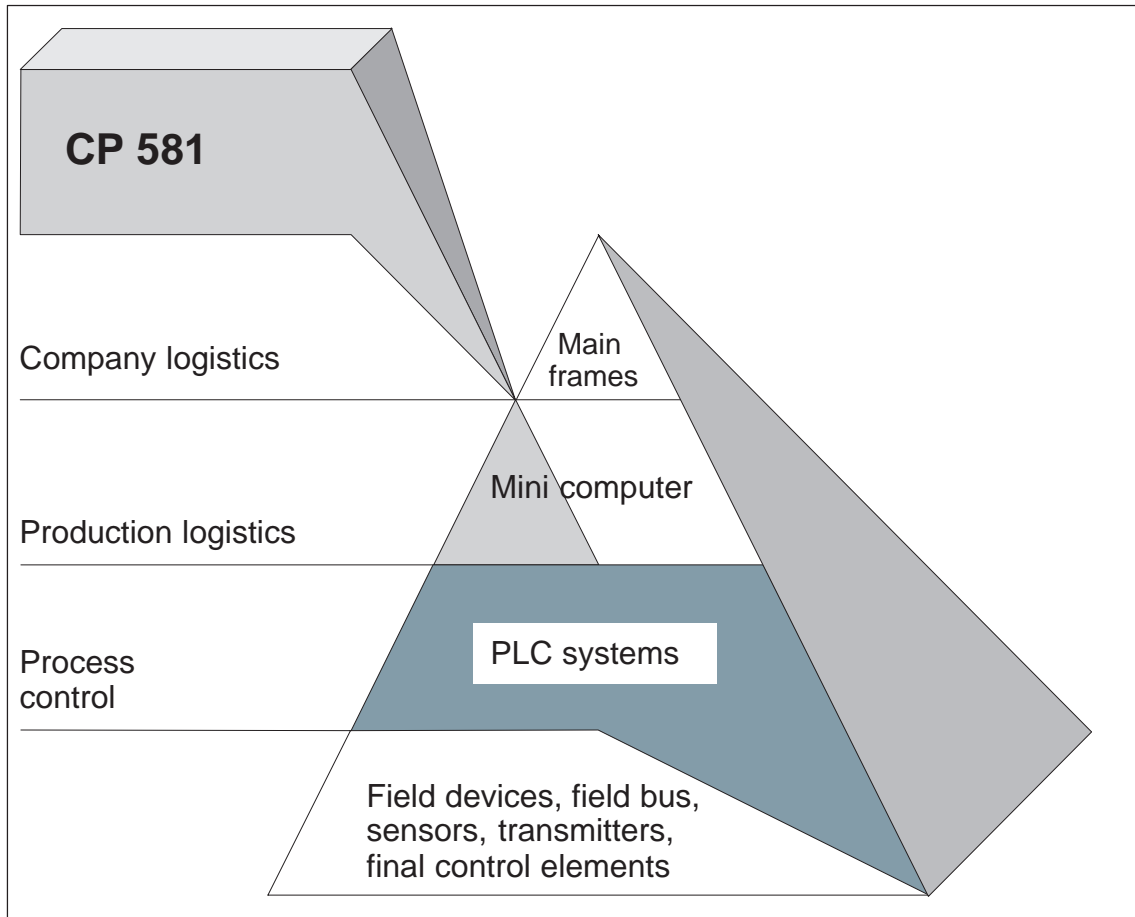 CP 581
Company logistics
Main
frames
Mini computer
Production logistics
PLC systems
Process
control
Field devices, field bus,
sensors, transmitters,
final control elements